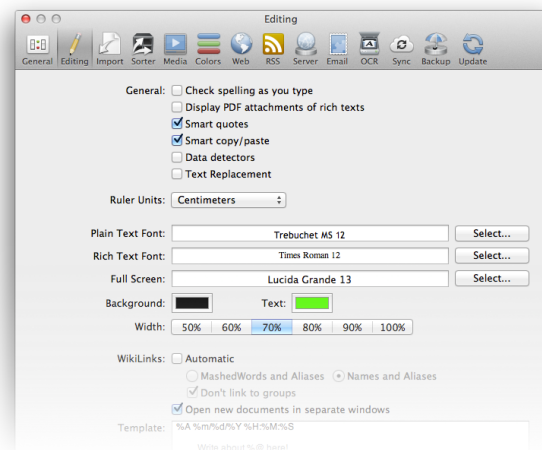 Editing
General Editing Import Sorter Media Colors Web RSS Server Email OCR Sync Backup Update
General: Check spelling as you type
Display PDF attachments of rich texts
Smart quotes
Smart copy/paste
Data detectors
Text Replacement
Ruler Units: Centimeters
Plain Text Font: Trebuchet MS 12 Select...
Rich Text Font: Times Roman 12 Select...
Full Screen: Lucida Grande 13 Select...
Background: Text:
Width: 50% 60% 70% 80% 90% 100%
WikiLinks: Automatic
MashedWords and Aliases Names and Aliases
Don't link to groups
Open new documents in separate windows
Template: %A %m/%d/%Y %H:%M:%S
Write about %@ here!